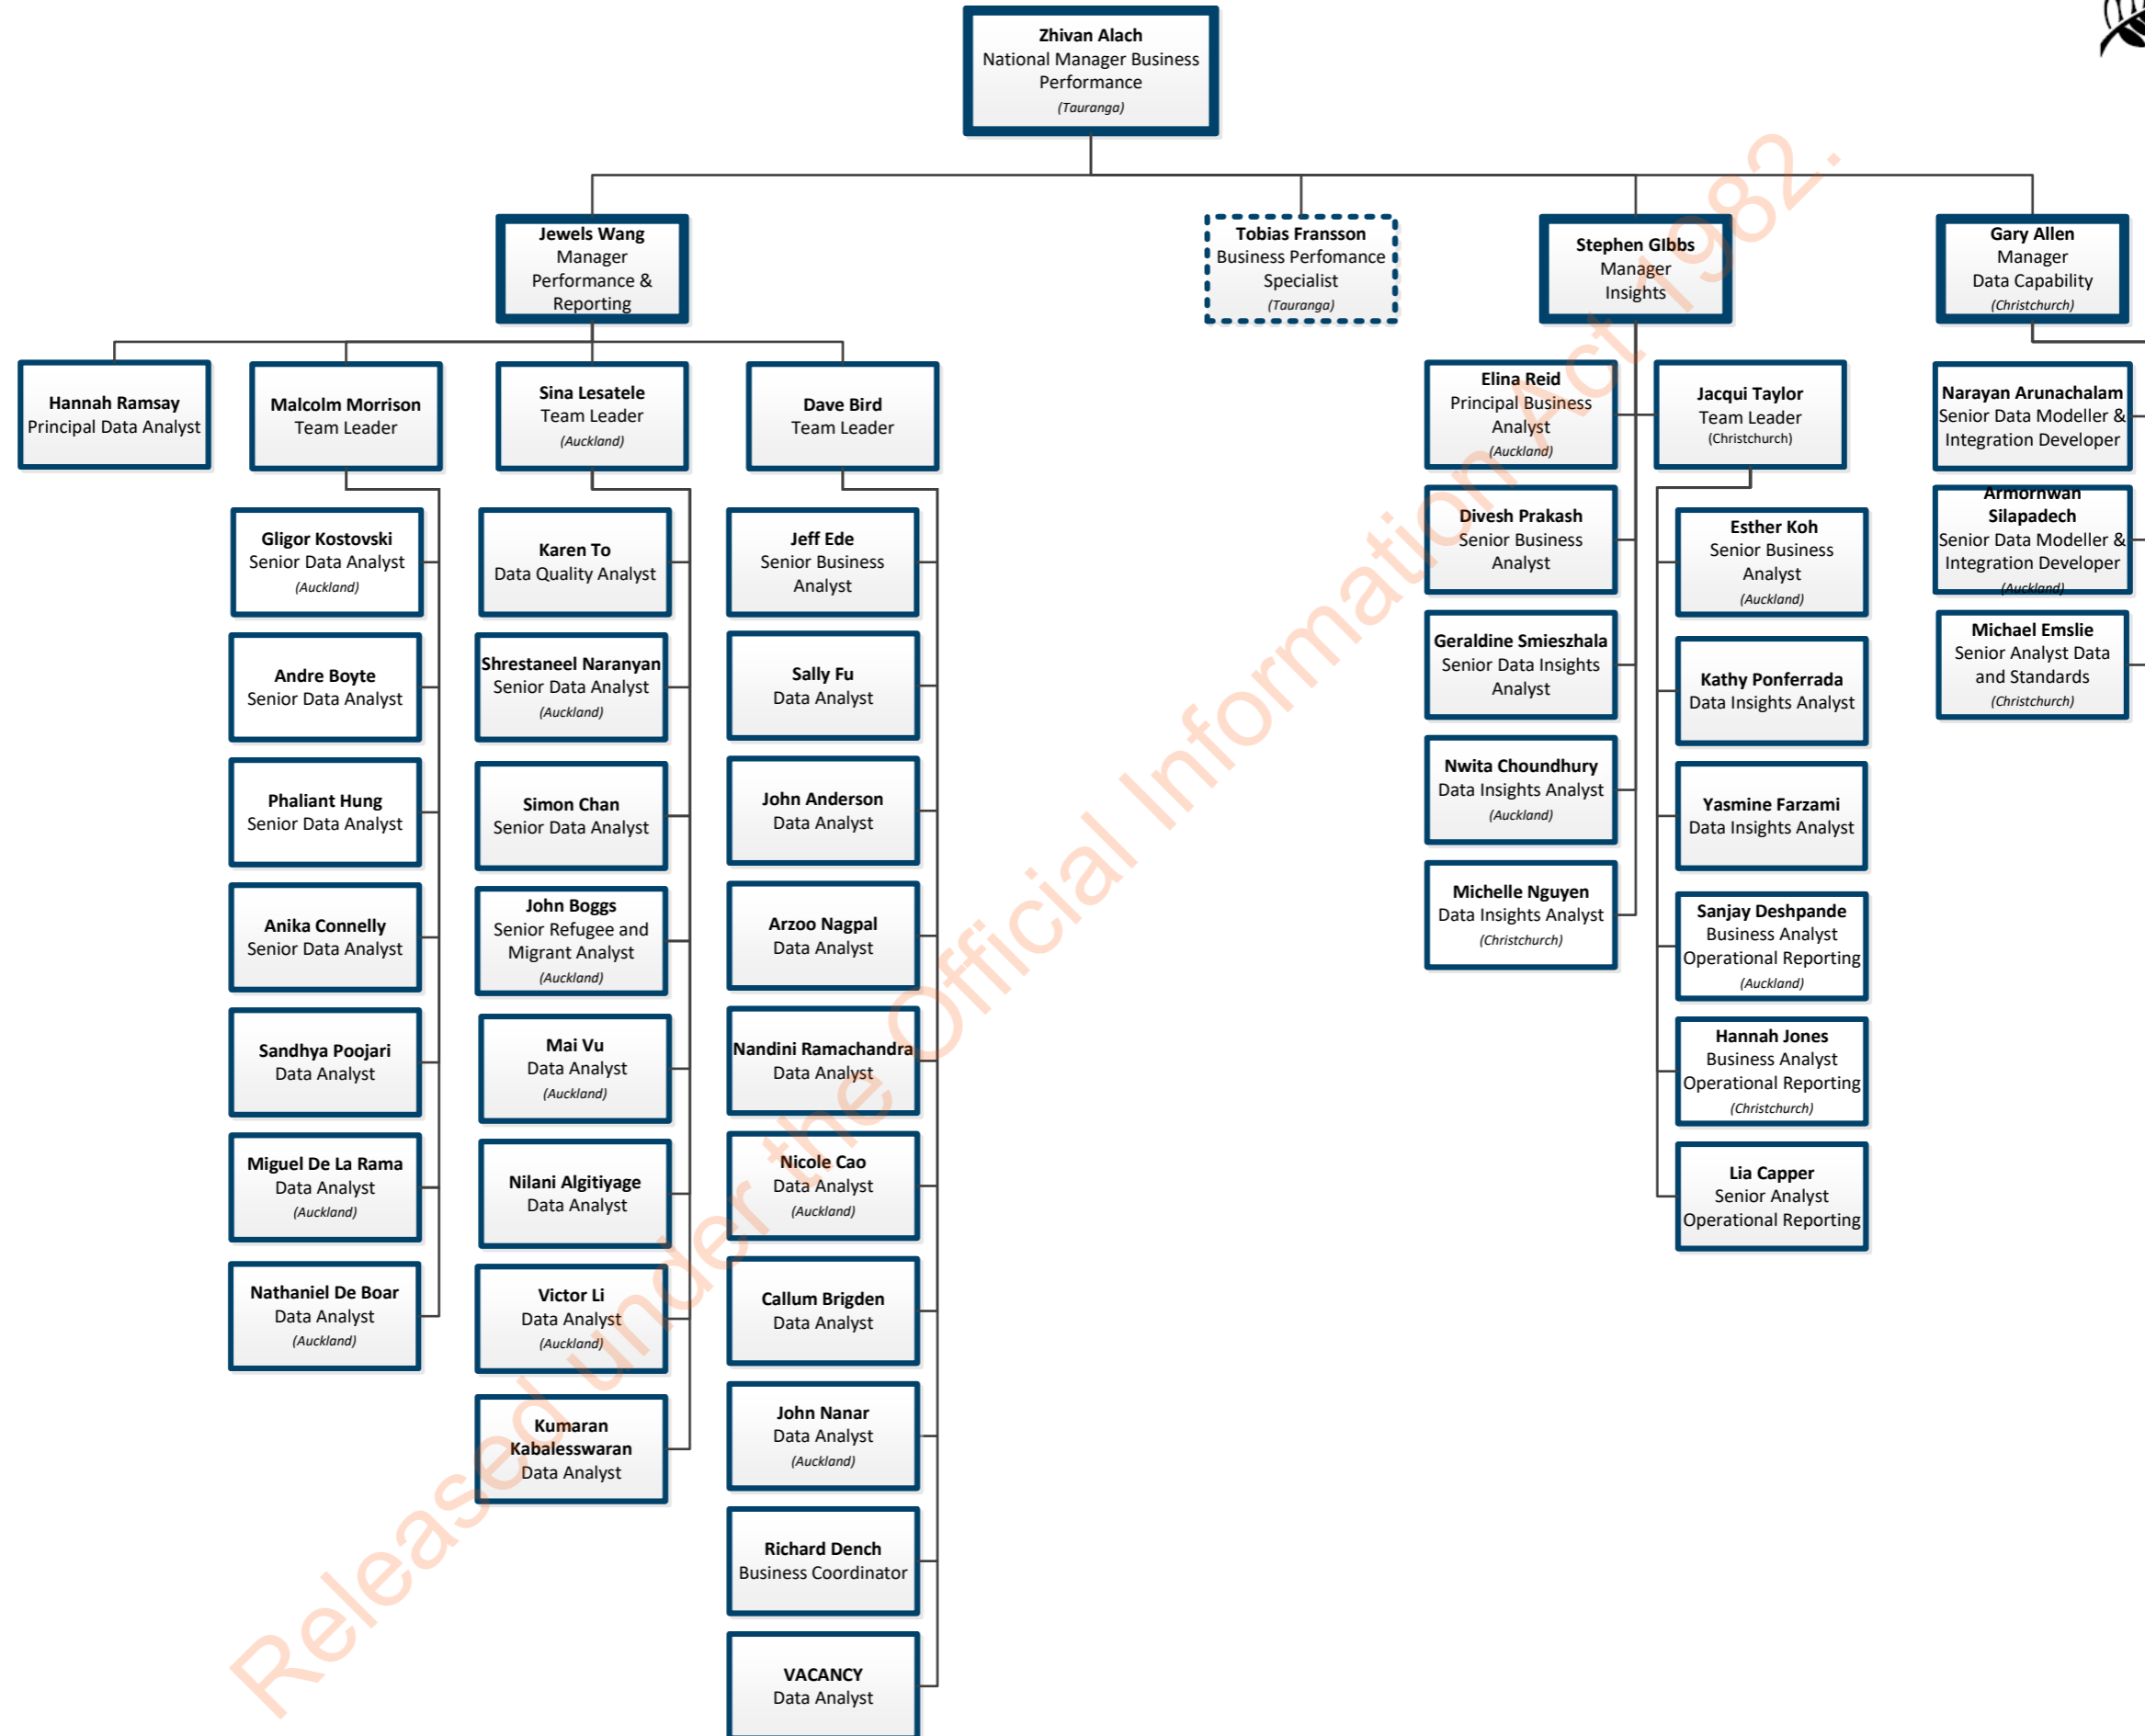 Zhivan Alach
National Manager Business
Performance
(Tauranga)
Jewels Wang
Manager
Performance &
Reporting
Tobias Fransson
Business Perfomance
Specialist
(Tauranga)
Stephen GIbbs
Manager
Insights
Gary Allen
Manager
Data Capability
(Christchurch)
Hannah Ramsay
Principal Data Analyst
Malcolm Morrison
Team Leader
Sina Lesatele
Team Leader
(Auckland)
Dave Bird
Team Leader
Gligor Kostovski
Senior Data Analyst
(Auckland)
Andre Boyte
Senior Data Analyst
Phaliant Hung
Senior Data Analyst
Anika Connelly
Senior Data Analyst
Sandhya Poojari
Data Analyst
Miguel De La Rama
Data Analyst
(Auckland)
Nathaniel De Boar
Data Analyst
(Auckland)
Karen To
Data Quality Analyst
Shrestaneel Naranyan
Senior Data Analyst
(Auckland)
Simon Chan
Senior Data Analyst
John Boggs
Senior Refugee and
Migrant Analyst
(Auckland)
Mai Vu
Data Analyst
(Auckland)
Nilani Algitiyage
Data Analyst
Victor Li
Data Analyst
(Auckland)
Kumaran
Kabalesswaran
Data Analyst
Jeff Ede
Senior Business
Analyst
Sally Fu
Data Analyst
John Anderson
Data Analyst
Arzoo Nagpal
Data Analyst
Nandini Ramachandra
Data Analyst
Nicole Cao
Data Analyst
(Auckland)
Callum Brigden
Data Analyst
John Nanar
Data Analyst
(Auckland)
Richard Dench
Business Coordinator
VACANCY
Data Analyst
Elina Reid
Principal Business
Analyst
(Auckland)
Divesh Prakash
Senior Business
Analyst
Geraldine Smieszhala
Senior Data Insights
Analyst
Nwita Choundhury
Data Insights Analyst
(Auckland)
Michelle Nguyen
Data Insights Analyst
(Christchurch)
Jacqui Taylor
Team Leader
(Christchurch)
Esther Koh
Senior Business
Analyst
(Auckland)
Kathy Ponferrada
Data Insights Analyst
Yasmine Farzami
Data Insights Analyst
Sanjay Deshpande
Business Analyst
Operational Reporting
(Auckland)
Hannah Jones
Business Analyst
Operational Reporting
(Christchurch)
Lia Capper
Senior Analyst
Operational Reporting
Narayan Arunachalam
Senior Data Modeller &
Integration Developer
Armornwan
Silapadech
Senior Data Modeller &
Integration Developer
(Auckland)
Michael Emslie
Senior Analyst Data
and Standards
(Christchurch)
Released under the Official Information Act 1982.